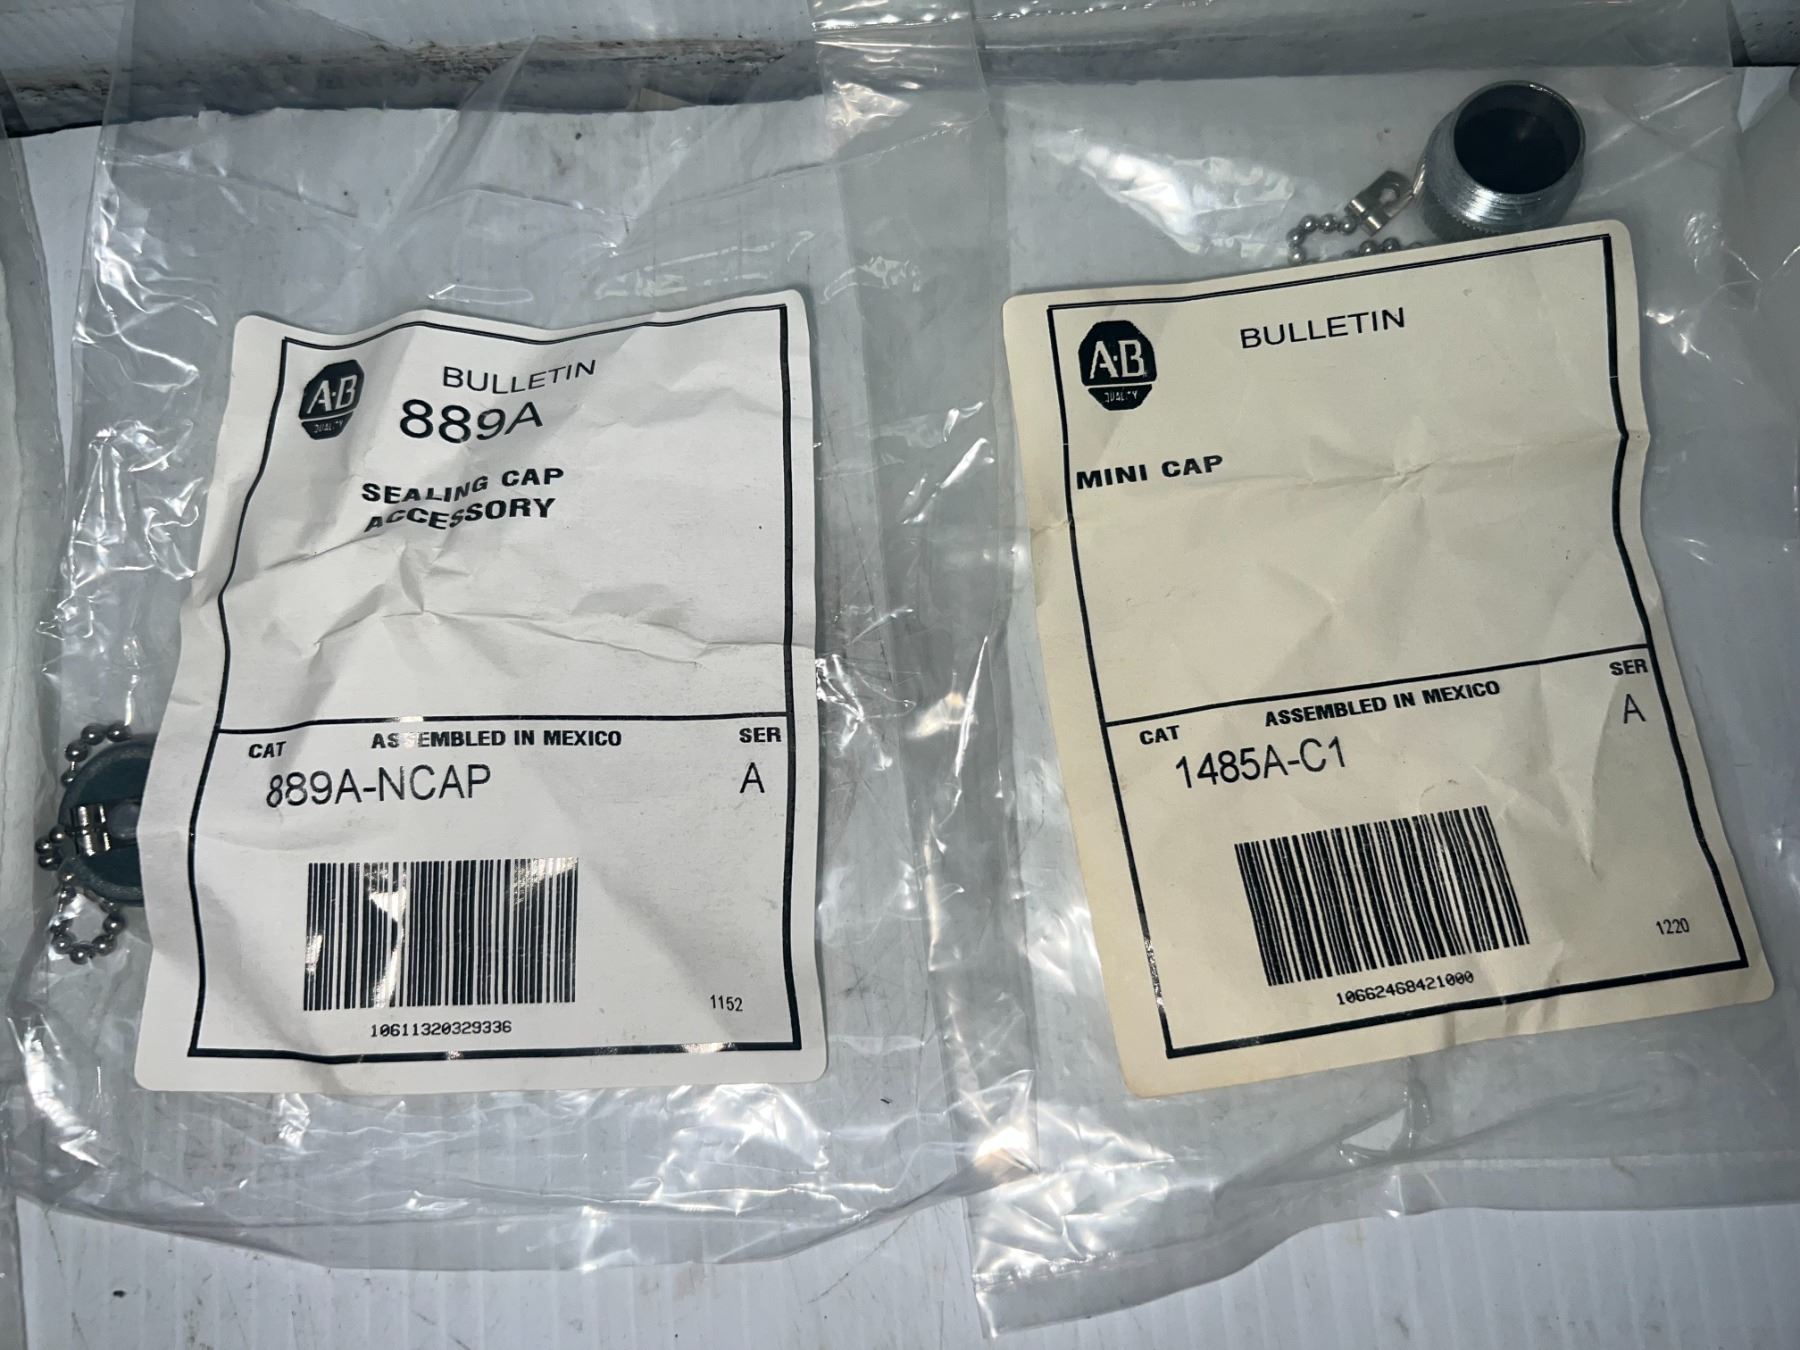 A·B
QUALITY
BULLETIN
889A
SEALING CAP
ACCESSORY
CAT
ASSEMBLED IN MEXICO
SER
889A-NCAP
A
10611320329336
1152
A·B
QUALITY
BULLETIN
MINI CAP
CAT
ASSEMBLED IN MEXICO
SER
1485A-C1
A
10662468421000
1220